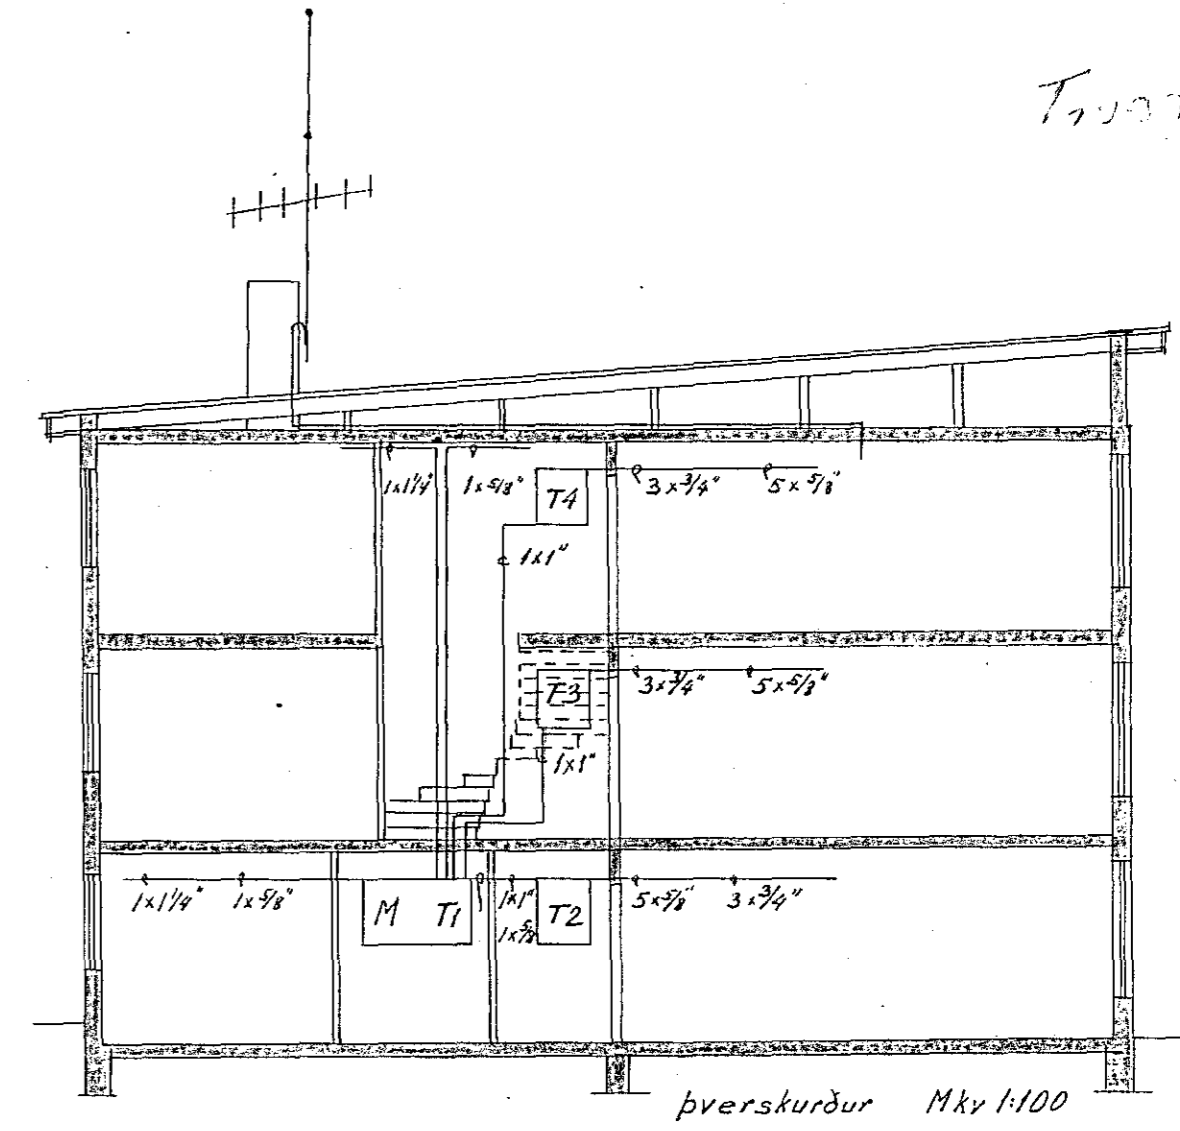 1x1¼" 1x5/8" T4 3x3/4" 5x5/8"
1x1"
T3 3x3/4" 5x5/8"
1x1"
1x1¼" 1x5/8" M T1 1x1" T2 5x5/8" 3x3/4"
1x5/8
þverskurður Mkv 1:100